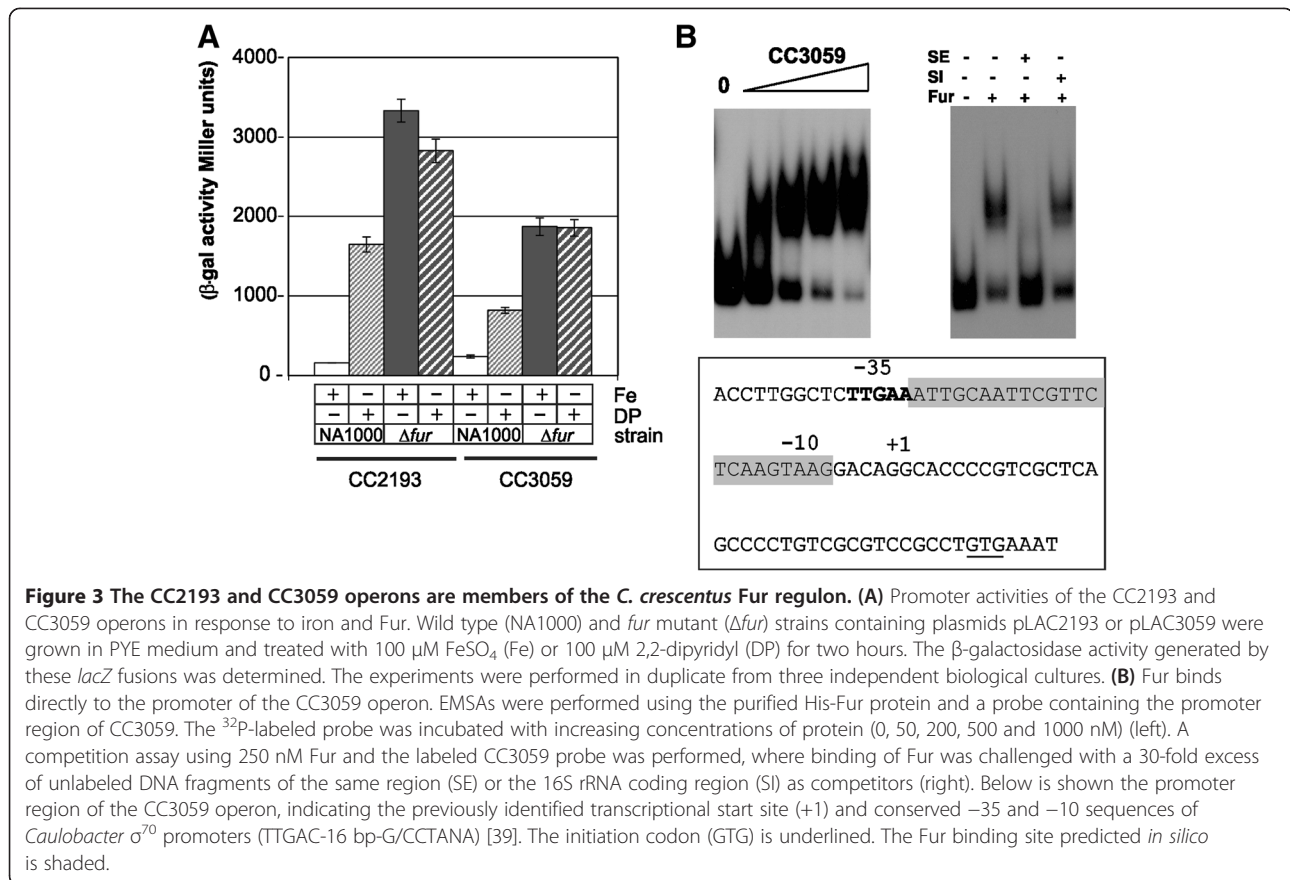 A
(β-gal activity Miller units)
4000
3000
2000
1000
0
+ − + − + − + − Fe
− + − + − + − + DP
NA1000 Δfur NA1000 Δfur strain
CC2193 CC3059
B
CC3059
0
SE - - + -
SI - - - +
Fur - + + +
−35
ACCTTGGCTCTTGAAATTGCAATTCGTTC
−10 +1
TCAAGTAAGGACAGGCACCCCGTCGCTCA
GCCCCTGTCGCGTCCGCCTGTGAAAT
Figure 3 The CC2193 and CC3059 operons are members of the C. crescentus Fur regulon. (A) Promoter activities of the CC2193 and
CC3059 operons in response to iron and Fur. Wild type (NA1000) and fur mutant (Δfur) strains containing plasmids pLAC2193 or pLAC3059 were
grown in PYE medium and treated with 100 μM FeSO₄ (Fe) or 100 μM 2,2-dipyridyl (DP) for two hours. The β-galactosidase activity generated by
these lacZ fusions was determined. The experiments were performed in duplicate from three independent biological cultures. (B) Fur binds
directly to the promoter of the CC3059 operon. EMSAs were performed using the purified His-Fur protein and a probe containing the promoter
region of CC3059. The ³²P-labeled probe was incubated with increasing concentrations of protein (0, 50, 200, 500 and 1000 nM) (left). A
competition assay using 250 nM Fur and the labeled CC3059 probe was performed, where binding of Fur was challenged with a 30-fold excess
of unlabeled DNA fragments of the same region (SE) or the 16S rRNA coding region (SI) as competitors (right). Below is shown the promoter
region of the CC3059 operon, indicating the previously identified transcriptional start site (+1) and conserved −35 and −10 sequences of
Caulobacter σ⁷⁰ promoters (TTGAC-16 bp-G/CCTANA) [39]. The initiation codon (GTG) is underlined. The Fur binding site predicted in silico
is shaded.